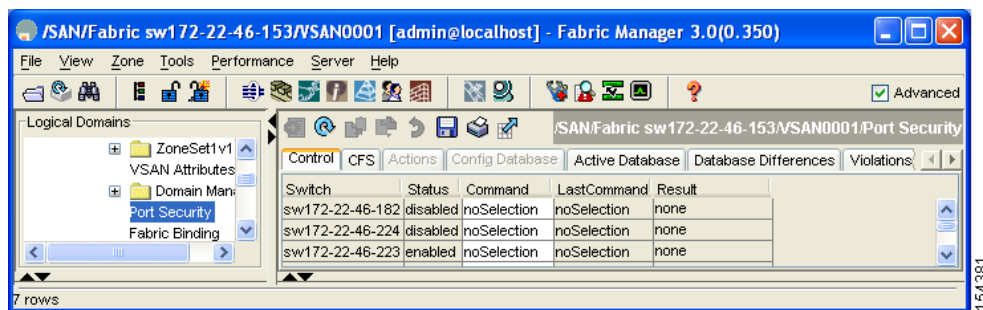 /SAN/Fabric sw172-22-46-153/VSAN0001 [admin@localhost] - Fabric Manager 3.0(0.350)
File View Zone Tools Performance Server Help
Advanced
Logical Domains
/SAN/Fabric sw172-22-46-153/VSAN0001/Port Security
ZoneSet1v1
VSAN Attributes
Domain Man
Port Security
Fabric Binding
Control CFS Actions Config Database Active Database Database Differences Violations
Switch Status Command LastCommand Result
sw172-22-46-182 disabled noSelection noSelection none
sw172-22-46-224 disabled noSelection noSelection none
sw172-22-46-223 enabled noSelection noSelection none
7 rows
154381